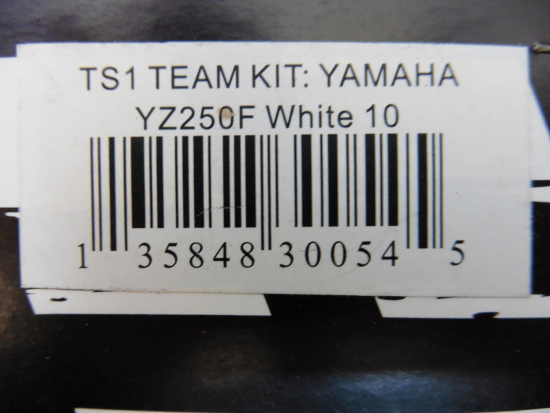 TS1 TEAM KIT: YAMAHA
YZ250F White 10
1 35848 30054 5